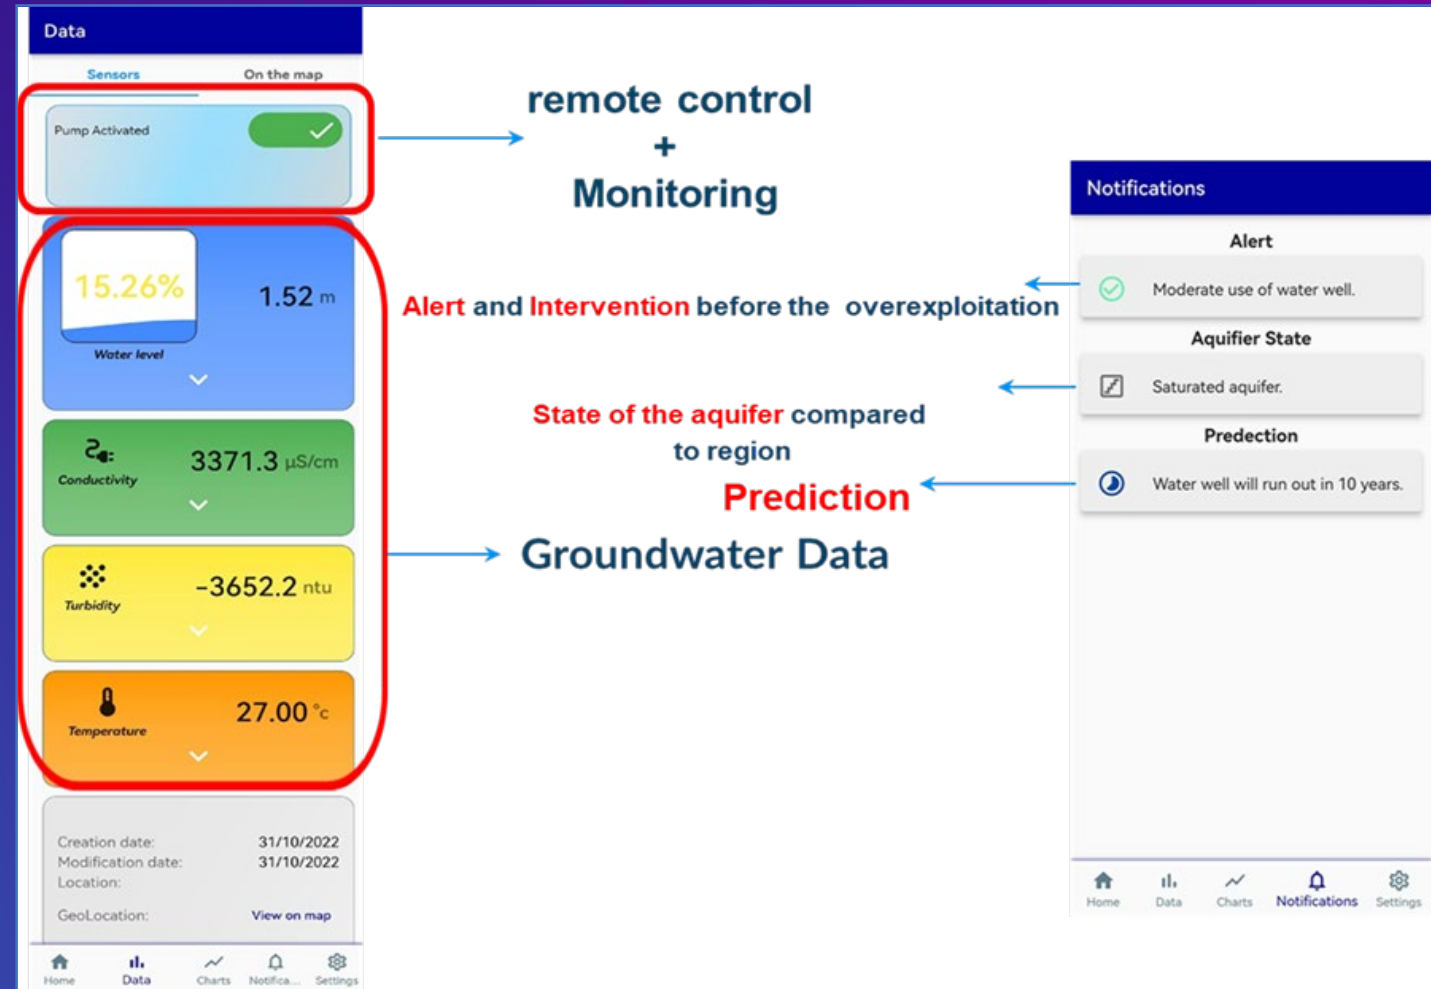 Data
Sensors
On the map
Pump Activated
15.26%
1.52 m
Water level
Conductivity
3371.3 µS/cm
Turbidity
-3652.2 ntu
Temperature
27.00 °c
Creation date: 31/10/2022
Modification date: 31/10/2022
Location:
GeoLocation: View on map
Home
Data
Charts
Notifica...
Settings
remote control
+
Monitoring
Alert and Intervention before the overexploitation
State of the aquifer compared
to region
Prediction
Groundwater Data
Notifications
Alert
Moderate use of water well.
Aquifier State
Saturated aquifer.
Predection
Water well will run out in 10 years.
Home
Data
Charts
Notifications
Settings